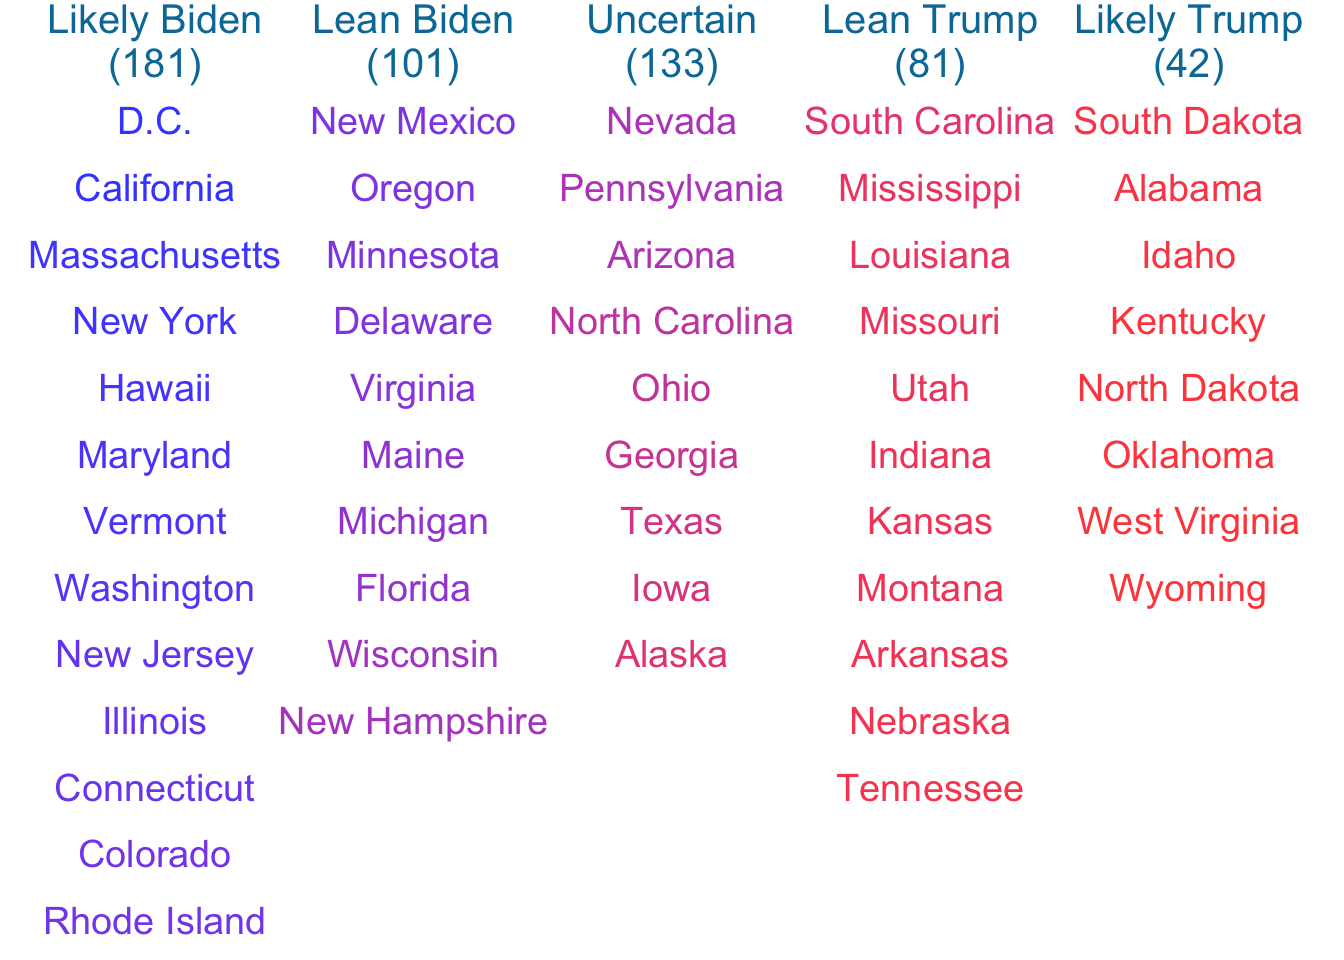 Likely Biden
(181)
D.C.
California
Massachusetts
New York
Hawaii
Maryland
Vermont
Washington
New Jersey
Illinois
Connecticut
Colorado
Rhode Island
Lean Biden
(101)
New Mexico
Oregon
Minnesota
Delaware
Virginia
Maine
Michigan
Florida
Wisconsin
New Hampshire
Uncertain
(133)
Nevada
Pennsylvania
Arizona
North Carolina
Ohio
Georgia
Texas
Iowa
Alaska
Lean Trump
(81)
South Carolina
Mississippi
Louisiana
Missouri
Utah
Indiana
Kansas
Montana
Arkansas
Nebraska
Tennessee
Likely Trump
(42)
South Dakota
Alabama
Idaho
Kentucky
North Dakota
Oklahoma
West Virginia
Wyoming